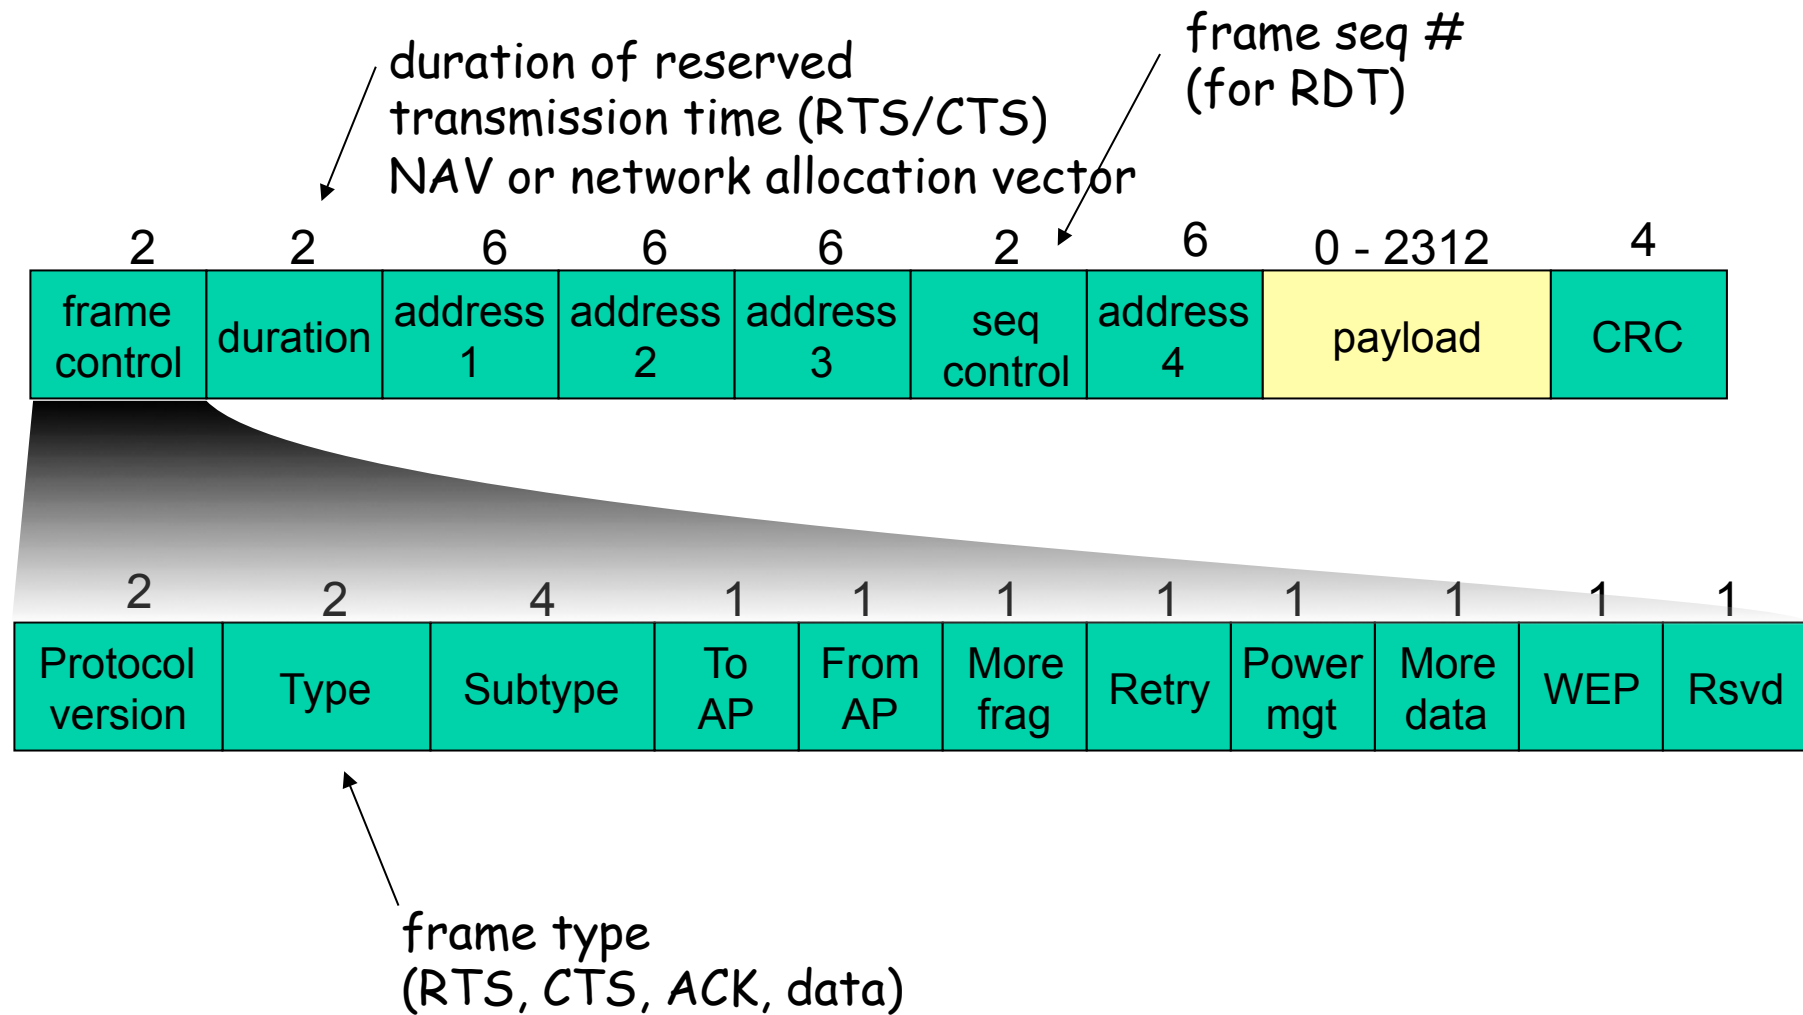 duration of reserved
transmission time (RTS/CTS)
NAV or network allocation vector
frame seq #
(for RDT)
2 2 6 6 6 2 6 0 - 2312 4
frame control duration address 1 address 2 address 3 seq control address 4 payload CRC
2 2 4 1 1 1 1 1 1 1 1
Protocol version Type Subtype To AP From AP More frag Retry Power mgt More data WEP Rsvd
frame type
(RTS, CTS, ACK, data)